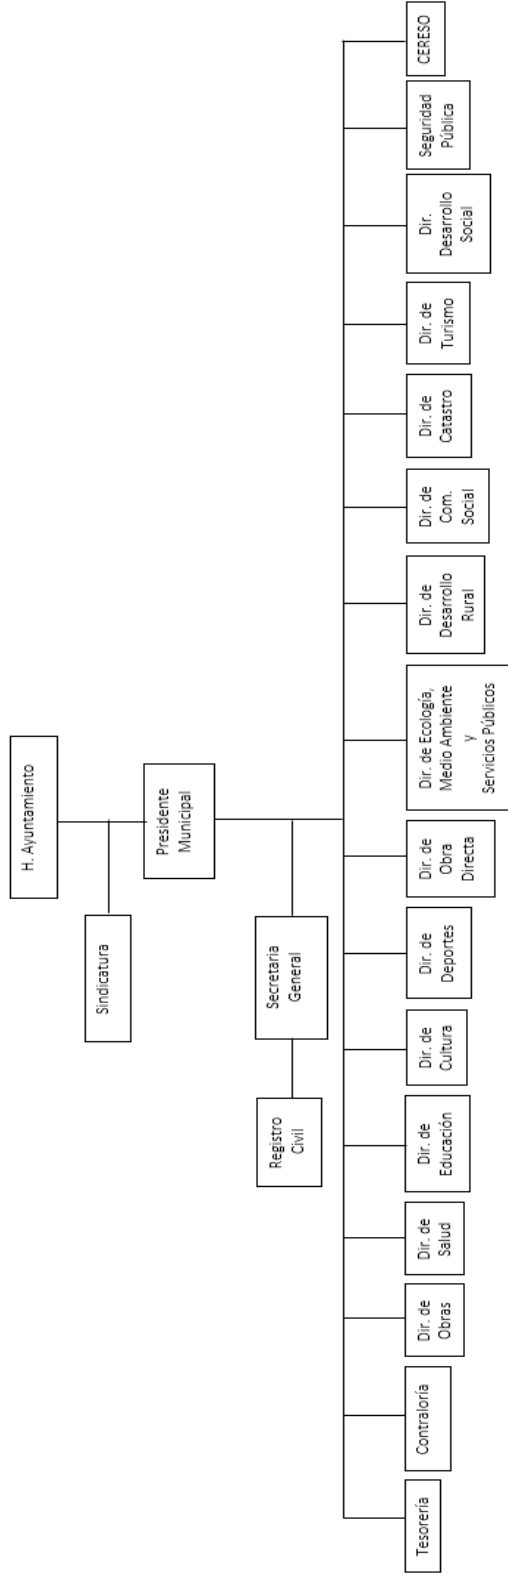 H. Ayuntamiento
Sindicatura
Presidente
Municipal
Secretaria
General
Registro
Civil
Tesorería
Contraloría
Dir. de
Obras
Dir. de
Salud
Dir. de
Educación
Dir. de
Cultura
Dir. de
Deportes
Dir. de
Obra
Directa
Dir. de Ecología,
Medio Ambiente
y
Servicios Públicos
Dir. de
Desarrollo
Rural
Dir. de
Com.
Social
Dir. de
Catastro
Dir. de
Turismo
Dir.
Desarrollo
Social
Seguridad
Pública
CERESO